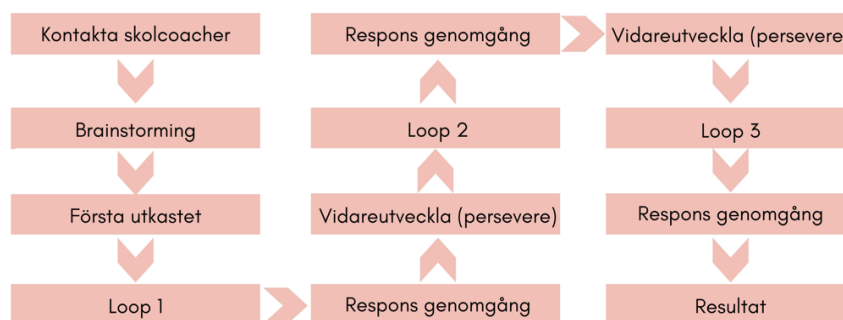 Kontakta skolcoacher
Brainstorming
Första utkastet
Loop 1
Respons genomgång
Vidareutveckla (persevere)
Loop 2
Respons genomgång
Vidareutveckla (persevere
Loop 3
Respons genomgång
Resultat